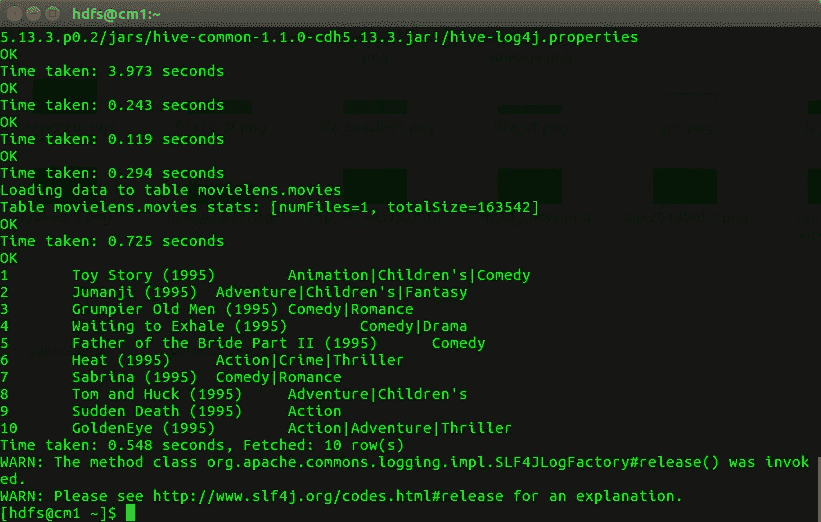 hdfs@cm1:~
5.13.3.p0.2/jars/hive-common-1.1.0-cdh5.13.3.jar!/hive-log4j.properties
OK
Time taken: 3.973 seconds
OK
Time taken: 0.243 seconds
OK
Time taken: 0.119 seconds
OK
Time taken: 0.294 seconds
Loading data to table movielens.movies
Table movielens.movies stats: [numFiles=1, totalSize=163542]
OK
Time taken: 0.725 seconds
OK
1	Toy Story (1995)	Animation|Children's|Comedy
2	Jumanji (1995)	Adventure|Children's|Fantasy
3	Grumpier Old Men (1995)	Comedy|Romance
4	Waiting to Exhale (1995)	Comedy|Drama
5	Father of the Bride Part II (1995)	Comedy
6	Heat (1995)	Action|Crime|Thriller
7	Sabrina (1995)	Comedy|Romance
8	Tom and Huck (1995)	Adventure|Children's
9	Sudden Death (1995)	Action
10	GoldenEye (1995)	Action|Adventure|Thriller
Time taken: 0.548 seconds, Fetched: 10 row(s)
WARN: The method class org.apache.commons.logging.impl.SLF4JLogFactory#release() was invok
ed.
WARN: Please see http://www.slf4j.org/codes.html#release for an explanation.
[hdfs@cm1 ~]$